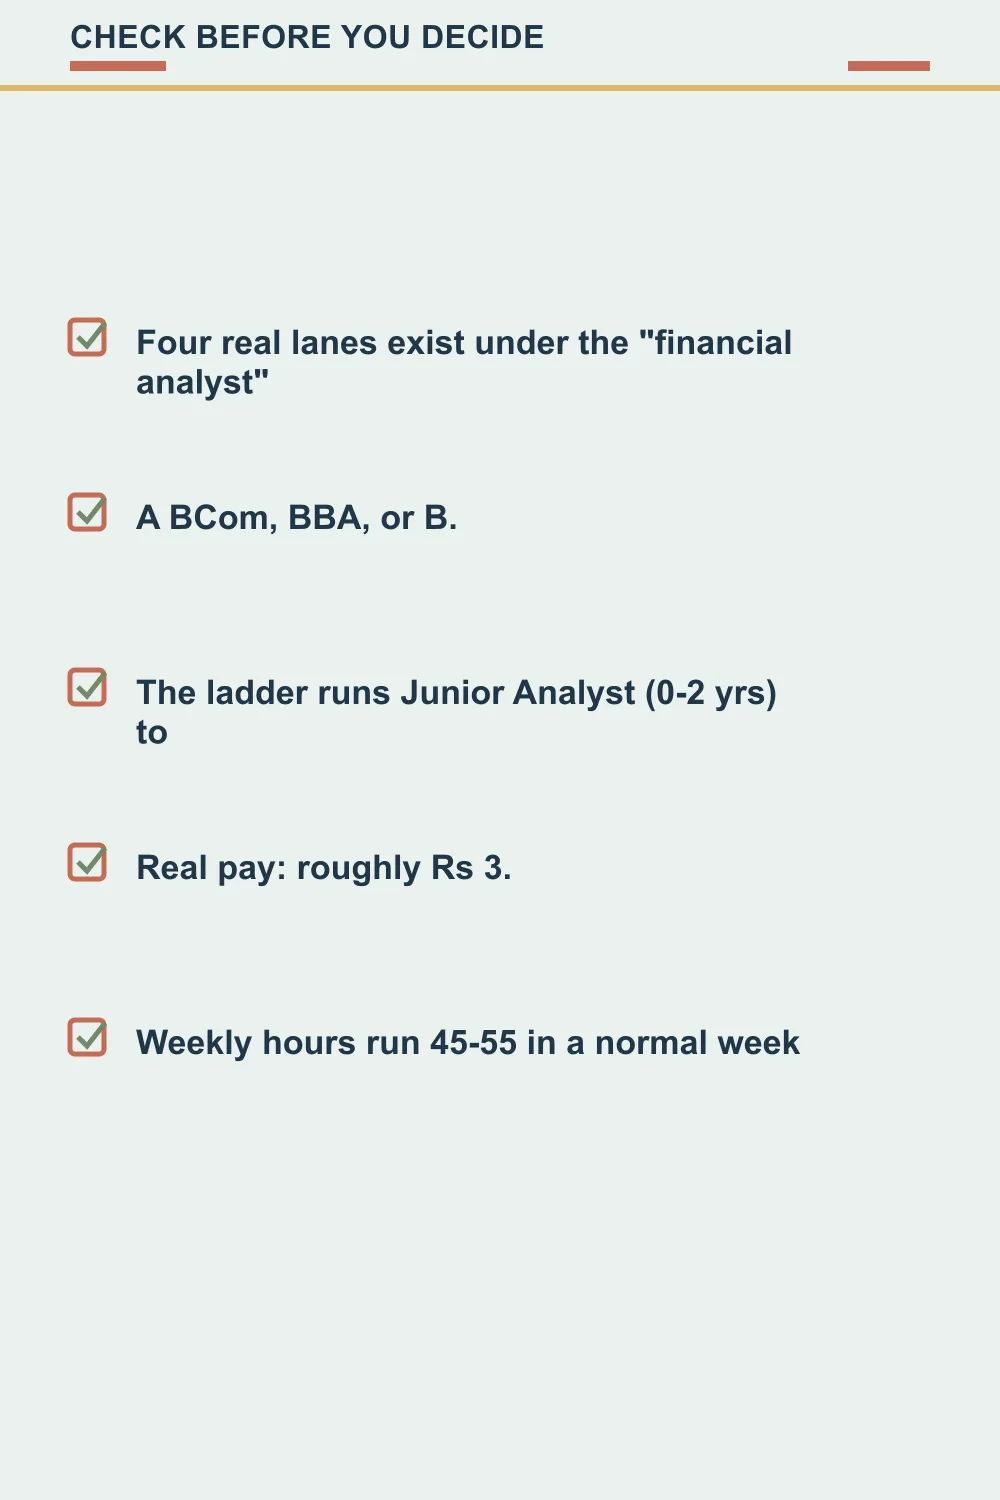 CHECK BEFORE YOU DECIDE
Four real lanes exist under the "financial
analyst"
A BCom, BBA, or B.
The ladder runs Junior Analyst (0-2 yrs)
to
Real pay: roughly Rs 3.
Weekly hours run 45-55 in a normal week